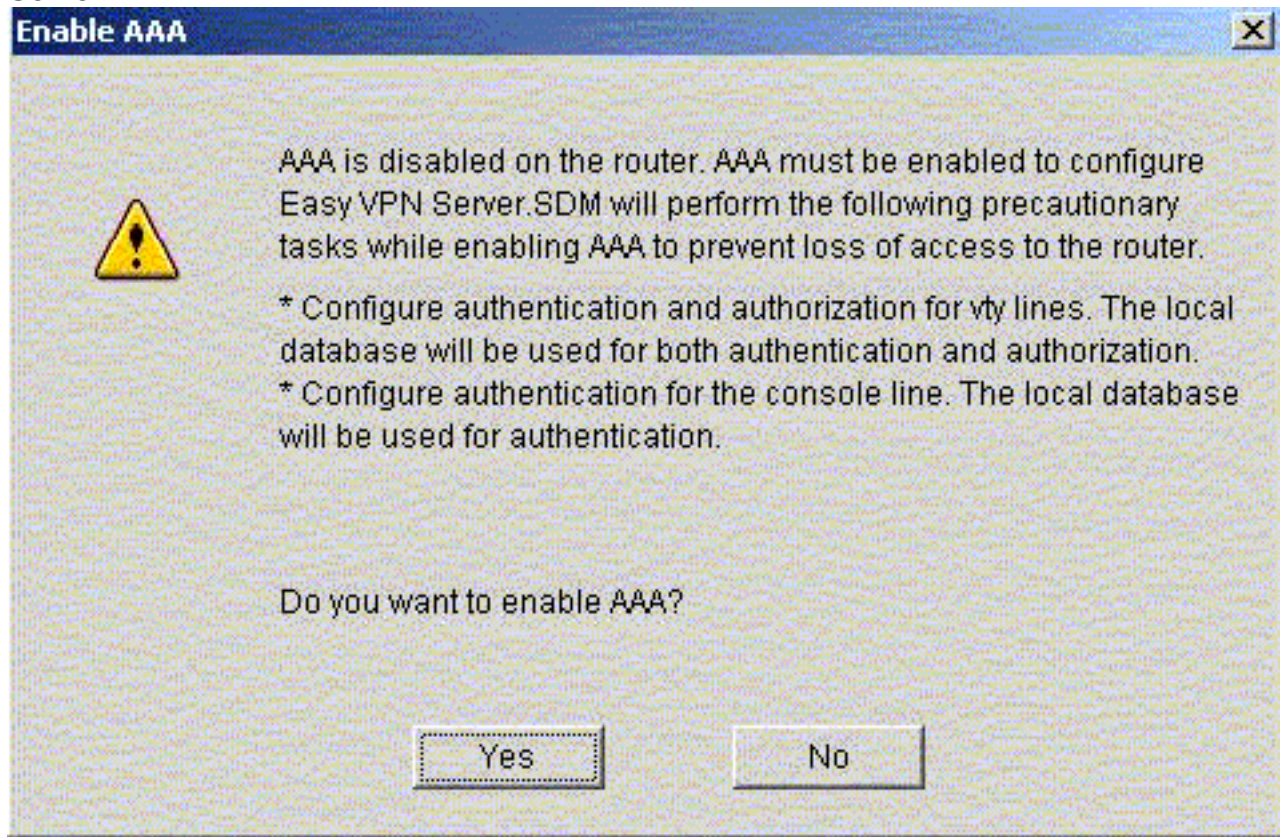 Enable AAA
AAA is disabled on the router. AAA must be enabled to configure
Easy VPN Server.SDM will perform the following precautionary
tasks while enabling AAA to prevent loss of access to the router.
* Configure authentication and authorization for vty lines. The local
database will be used for both authentication and authorization.
* Configure authentication for the console line. The local database
will be used for authentication.
Do you want to enable AAA?
Yes
No